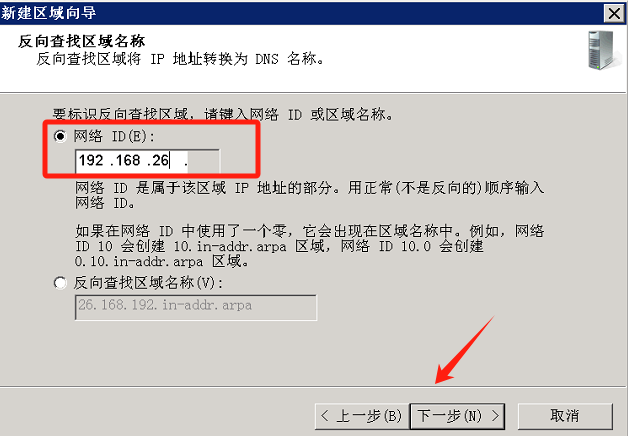 新建区域向导
反向查找区域名称
反向查找区域将 IP 地址转换为 DNS 名称。
要标识反向查找区域，请键入网络 ID 或区域名称。
网络 ID(E):
192 .168 .26 .
网络 ID 是属于该区域 IP 地址的部分。用正常(不是反向的)顺序输入
网络 ID。
如果在网络 ID 中使用了一个零，它会出现在区域名称中。例如，网络
ID 10 会创建 10.in-addr.arpa 区域，网络 ID 10.0 会创建
0.10.in-addr.arpa 区域。
反向查找区域名称(V):
26.168.192.in-addr.arpa
< 上一步(B) 下一步(N) > 取消